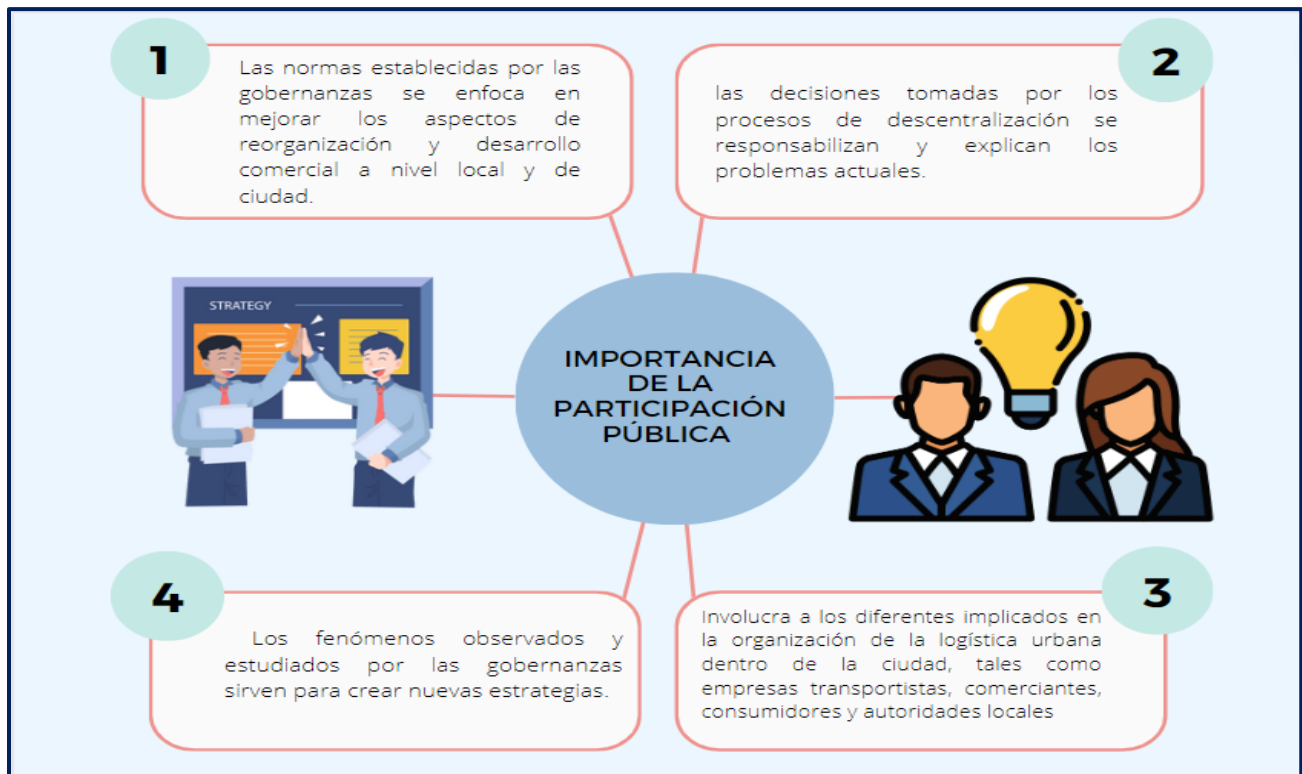 1
Las normas establecidas por las
gobernanzas se enfoca en
mejorar los aspectos de
reorganización y desarrollo
comercial a nivel local y de
ciudad.
2
las decisiones tomadas por los
procesos de descentralización se
responsabilizan y explican los
problemas actuales.
STRATEGY
IMPORTANCIA
DE LA
PARTICIPACIÓN
PÚBLICA
4
Los fenómenos observados y
estudiados por las gobernanzas
sirven para crear nuevas estrategias.
3
Involucra a los diferentes implicados en
la organización de la logística urbana
dentro de la ciudad, tales como
empresas transportistas, comerciantes,
consumidores y autoridades locales